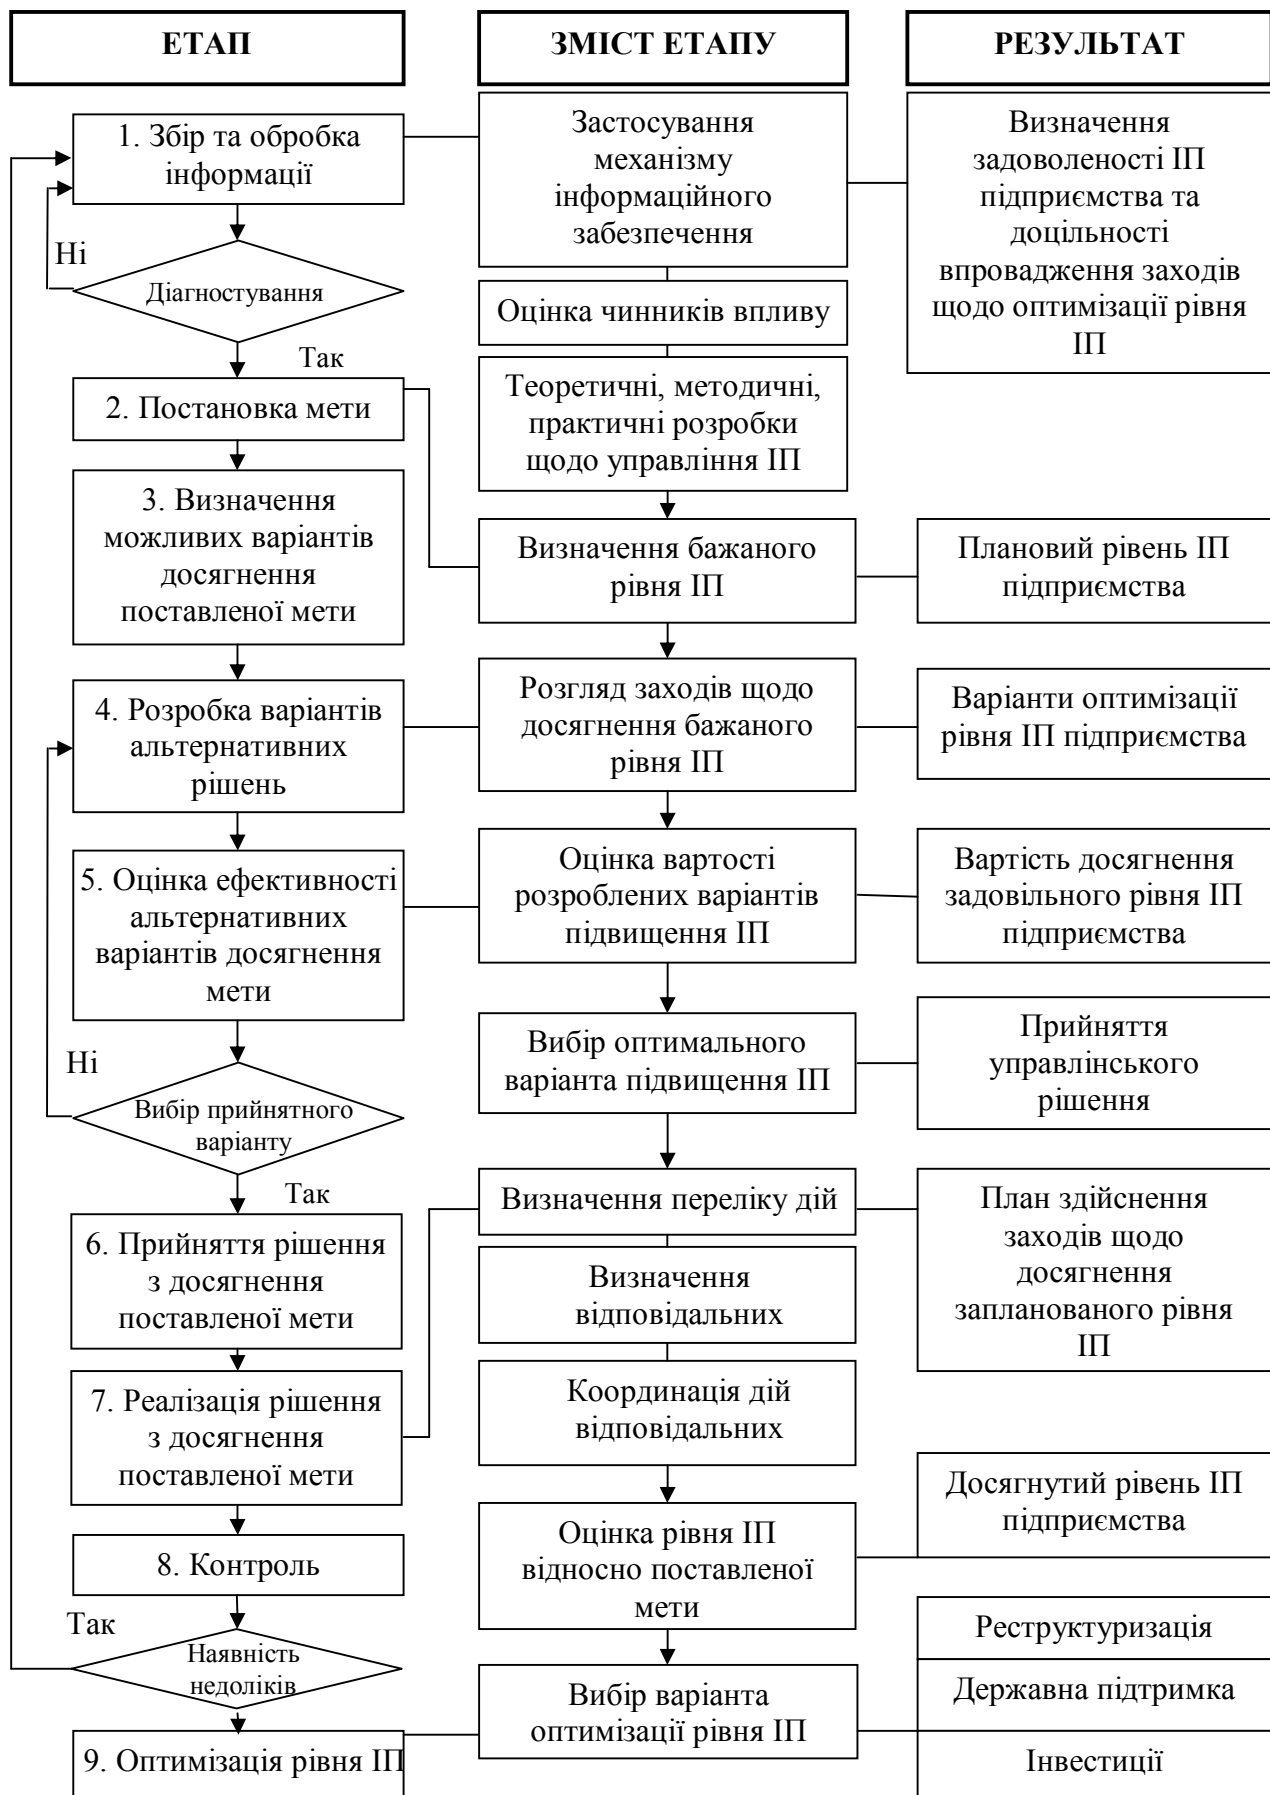 ЕТАП
ЗМІСТ ЕТАПУ
РЕЗУЛЬТАТ
1. Збір та обробка
інформації
Ні
Діагностування
Так
2. Постановка мети
3. Визначення
можливих варіантів
досягнення
поставленої мети
4. Розробка варіантів
альтернативних
рішень
5. Оцінка ефективності
альтернативних
варіантів досягнення
мети
Ні
Вибір прийнятного
варіанту
Так
6. Прийняття рішення
з досягнення
поставленої мети
7. Реалізація рішення
з досягнення
поставленої мети
8. Контроль
Так
Наявність
недоліків
9. Оптимізація рівня ІП
Застосування
механізму
інформаційного
забезпечення
Оцінка чинників впливу
Теоретичні, методичні,
практичні розробки
щодо управління ІП
Визначення бажаного
рівня ІП
Розгляд заходів щодо
досягнення бажаного
рівня ІП
Оцінка вартості
розроблених варіантів
підвищення ІП
Вибір оптимального
варіанта підвищення ІП
Визначення переліку дій
Визначення
відповідальних
Координація дій
відповідальних
Оцінка рівня ІП
відносно поставленої
мети
Вибір варіанта
оптимізації рівня ІП
Визначення
задоволеності ІП
підприємства та
доцільності
впровадження заходів
щодо оптимізації рівня
ІП
Плановий рівень ІП
підприємства
Варіанти оптимізації
рівня ІП підприємства
Вартість досягнення
задовільного рівня ІП
підприємства
Прийняття
управлінського
рішення
План здійснення
заходів щодо
досягнення
запланованого рівня
ІП
Досягнутий рівень ІП
підприємства
Реструктуризація
Державна підтримка
Інвестиції